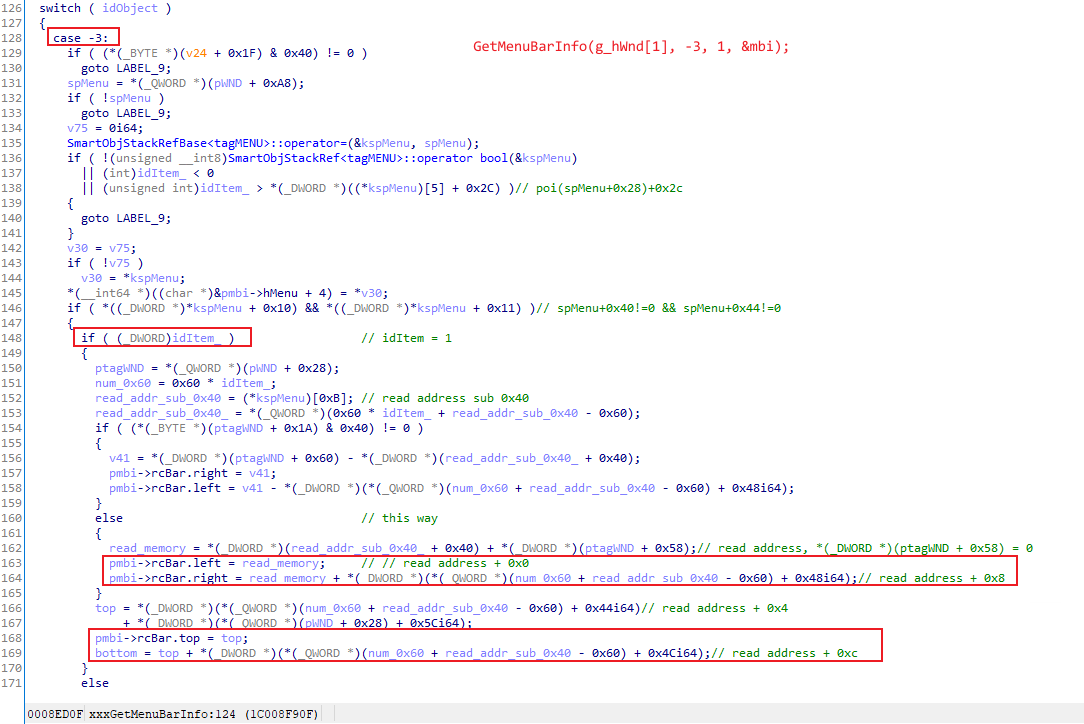 126 switch ( idObject )
127 {
128 case -3:
GetMenuBarInfo(g_hWnd[1], -3, 1, &mbi);
129 if ( (*(_BYTE *)(v24 + 0x1F) & 0x40) != 0 )
130 goto LABEL_9;
131 spMenu = *(_QWORD *)(pWND + 0xA8);
132 if ( !spMenu )
133 goto LABEL_9;
134 v75 = 0i64;
135 SmartObjStackRefBase<tagMENU>::operator=(&kspMenu, spMenu);
136 if ( !(unsigned __int8)SmartObjStackRef<tagMENU>::operator bool(&kspMenu)
137 || (int)idItem_ < 0
138 || (unsigned int)idItem_ > *(_DWORD *)((*kspMenu)[5] + 0x2C) )// poi(spMenu+0x28)+0x2c
139 {
140 goto LABEL_9;
141 }
142 v30 = v75;
143 if ( !v75 )
144 v30 = *kspMenu;
145 *(__int64 *)((char *)&pmbi->hMenu + 4) = *v30;
146 if ( *((_DWORD *)*kspMenu + 0x10) && *((_DWORD *)*kspMenu + 0x11) )// spMenu+0x40!=0 && spMenu+0x44!=0
147 {
148 if ( (_DWORD)idItem_ ) // idItem = 1
149 {
150 ptagWND = *(_QWORD *)(pWND + 0x28);
151 num_0x60 = 0x60 * idItem_;
152 read_addr_sub_0x40 = (*kspMenu)[0xB]; // read address sub 0x40
153 read_addr_sub_0x40_ = *(_QWORD *)(0x60 * idItem_ + read_addr_sub_0x40 - 0x60);
154 if ( (*(_BYTE *)(ptagWND + 0x1A) & 0x40) != 0 )
155 {
156 v41 = *(_DWORD *)(ptagWND + 0x60) - *(_DWORD *)(read_addr_sub_0x40_ + 0x40);
157 pmbi->rcBar.right = v41;
158 pmbi->rcBar.left = v41 - *(_DWORD *)(*(_QWORD *)(num_0x60 + read_addr_sub_0x40 - 0x60) + 0x48i64);
159 }
160 else // this way
161 {
162 read_memory = *(_DWORD *)(read_addr_sub_0x40_ + 0x40) + *(_DWORD *)(ptagWND + 0x58);// read address, *(_DWORD *)(ptagWND + 0x58) = 0
163 pmbi->rcBar.left = read_memory; // // read address + 0x0
164 pmbi->rcBar.right = read_memory + *(_DWORD *)(*(_QWORD *)(num_0x60 + read_addr_sub_0x40 - 0x60) + 0x48i64);// read address + 0x8
165 }
166 top = *(_DWORD *)(*(_QWORD *)(num_0x60 + read_addr_sub_0x40 - 0x60) + 0x44i64)// read address + 0x4
167 + *(_DWORD *)(*(_QWORD *)(pWND + 0x28) + 0x5Ci64);
168 pmbi->rcBar.top = top;
169 bottom = top + *(_DWORD *)(*(_QWORD *)(num_0x60 + read_addr_sub_0x40 - 0x60) + 0x4Ci64);// read address + 0xc
170 }
171 else
0008ED0F xxxGetMenuBarInfo:124 (1C008F90F)